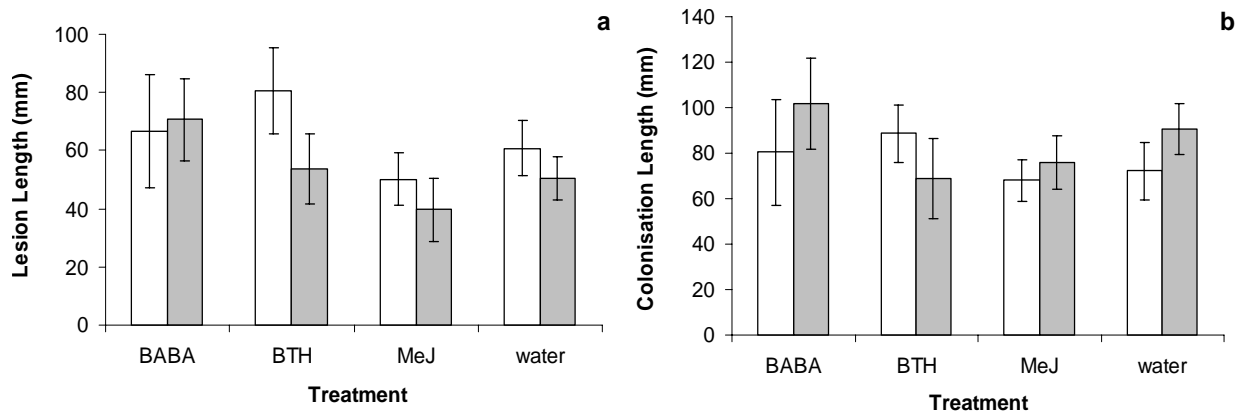 a
Lesion Length (mm)
100
80
60
40
20
0
BABA BTH MeJ water
Treatment
b
Colonisation Length (mm)
140
120
100
80
60
40
20
0
BABA BTH MeJ water
Treatment